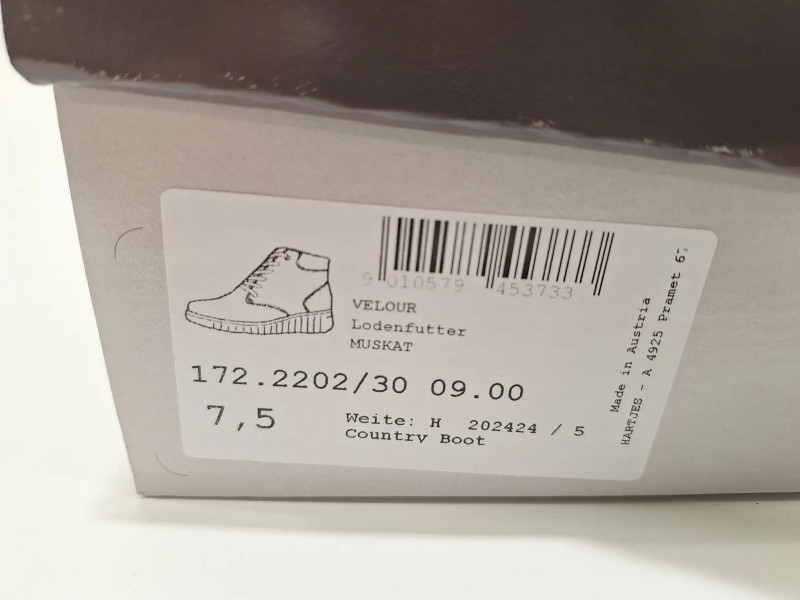 9 010579 453733
VELOUR
Lodenfutter
MUSKAT
172.2202/30 09.00
7,5
Weite: H 202424 / 5
Country Boot
Made in Austria
HARTJES - A 4925 Pramet 67